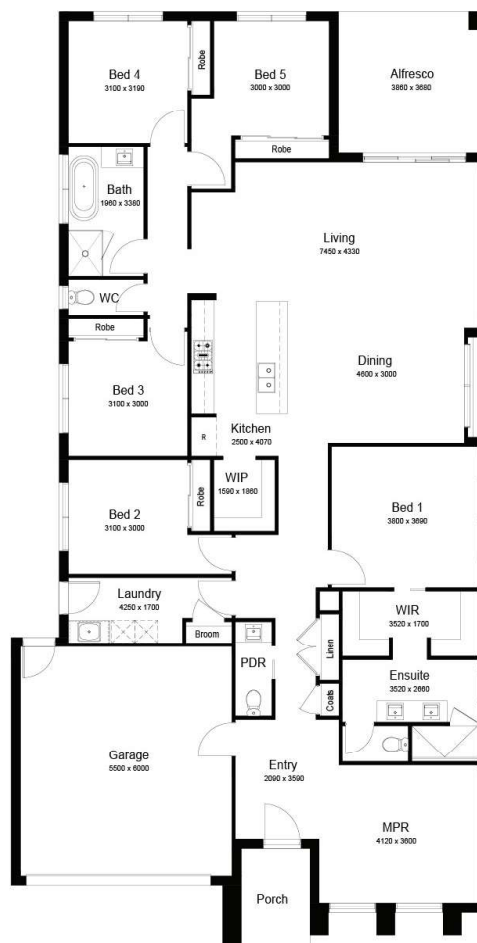 Bed 4
3100 x 3190
Robe
Bed 5
3000 x 3000
Robe
Alfresco
3860 x 3680
Bath
1960 x 3380
Living
7450 x 4330
WC
Robe
Bed 3
3100 x 3000
Dining
4600 x 3000
Kitchen
2500 x 4070
R
WIP
1590 x 1860
Bed 2
3100 x 3000
Robe
Bed 1
3800 x 3690
Laundry
4250 x 1700
Broom
WIR
3520 x 1700
Linen
PDR
Coats
Ensuite
3520 x 2660
Garage
5500 x 6000
Entry
2090 x 3590
MPR
4120 x 3600
Porch